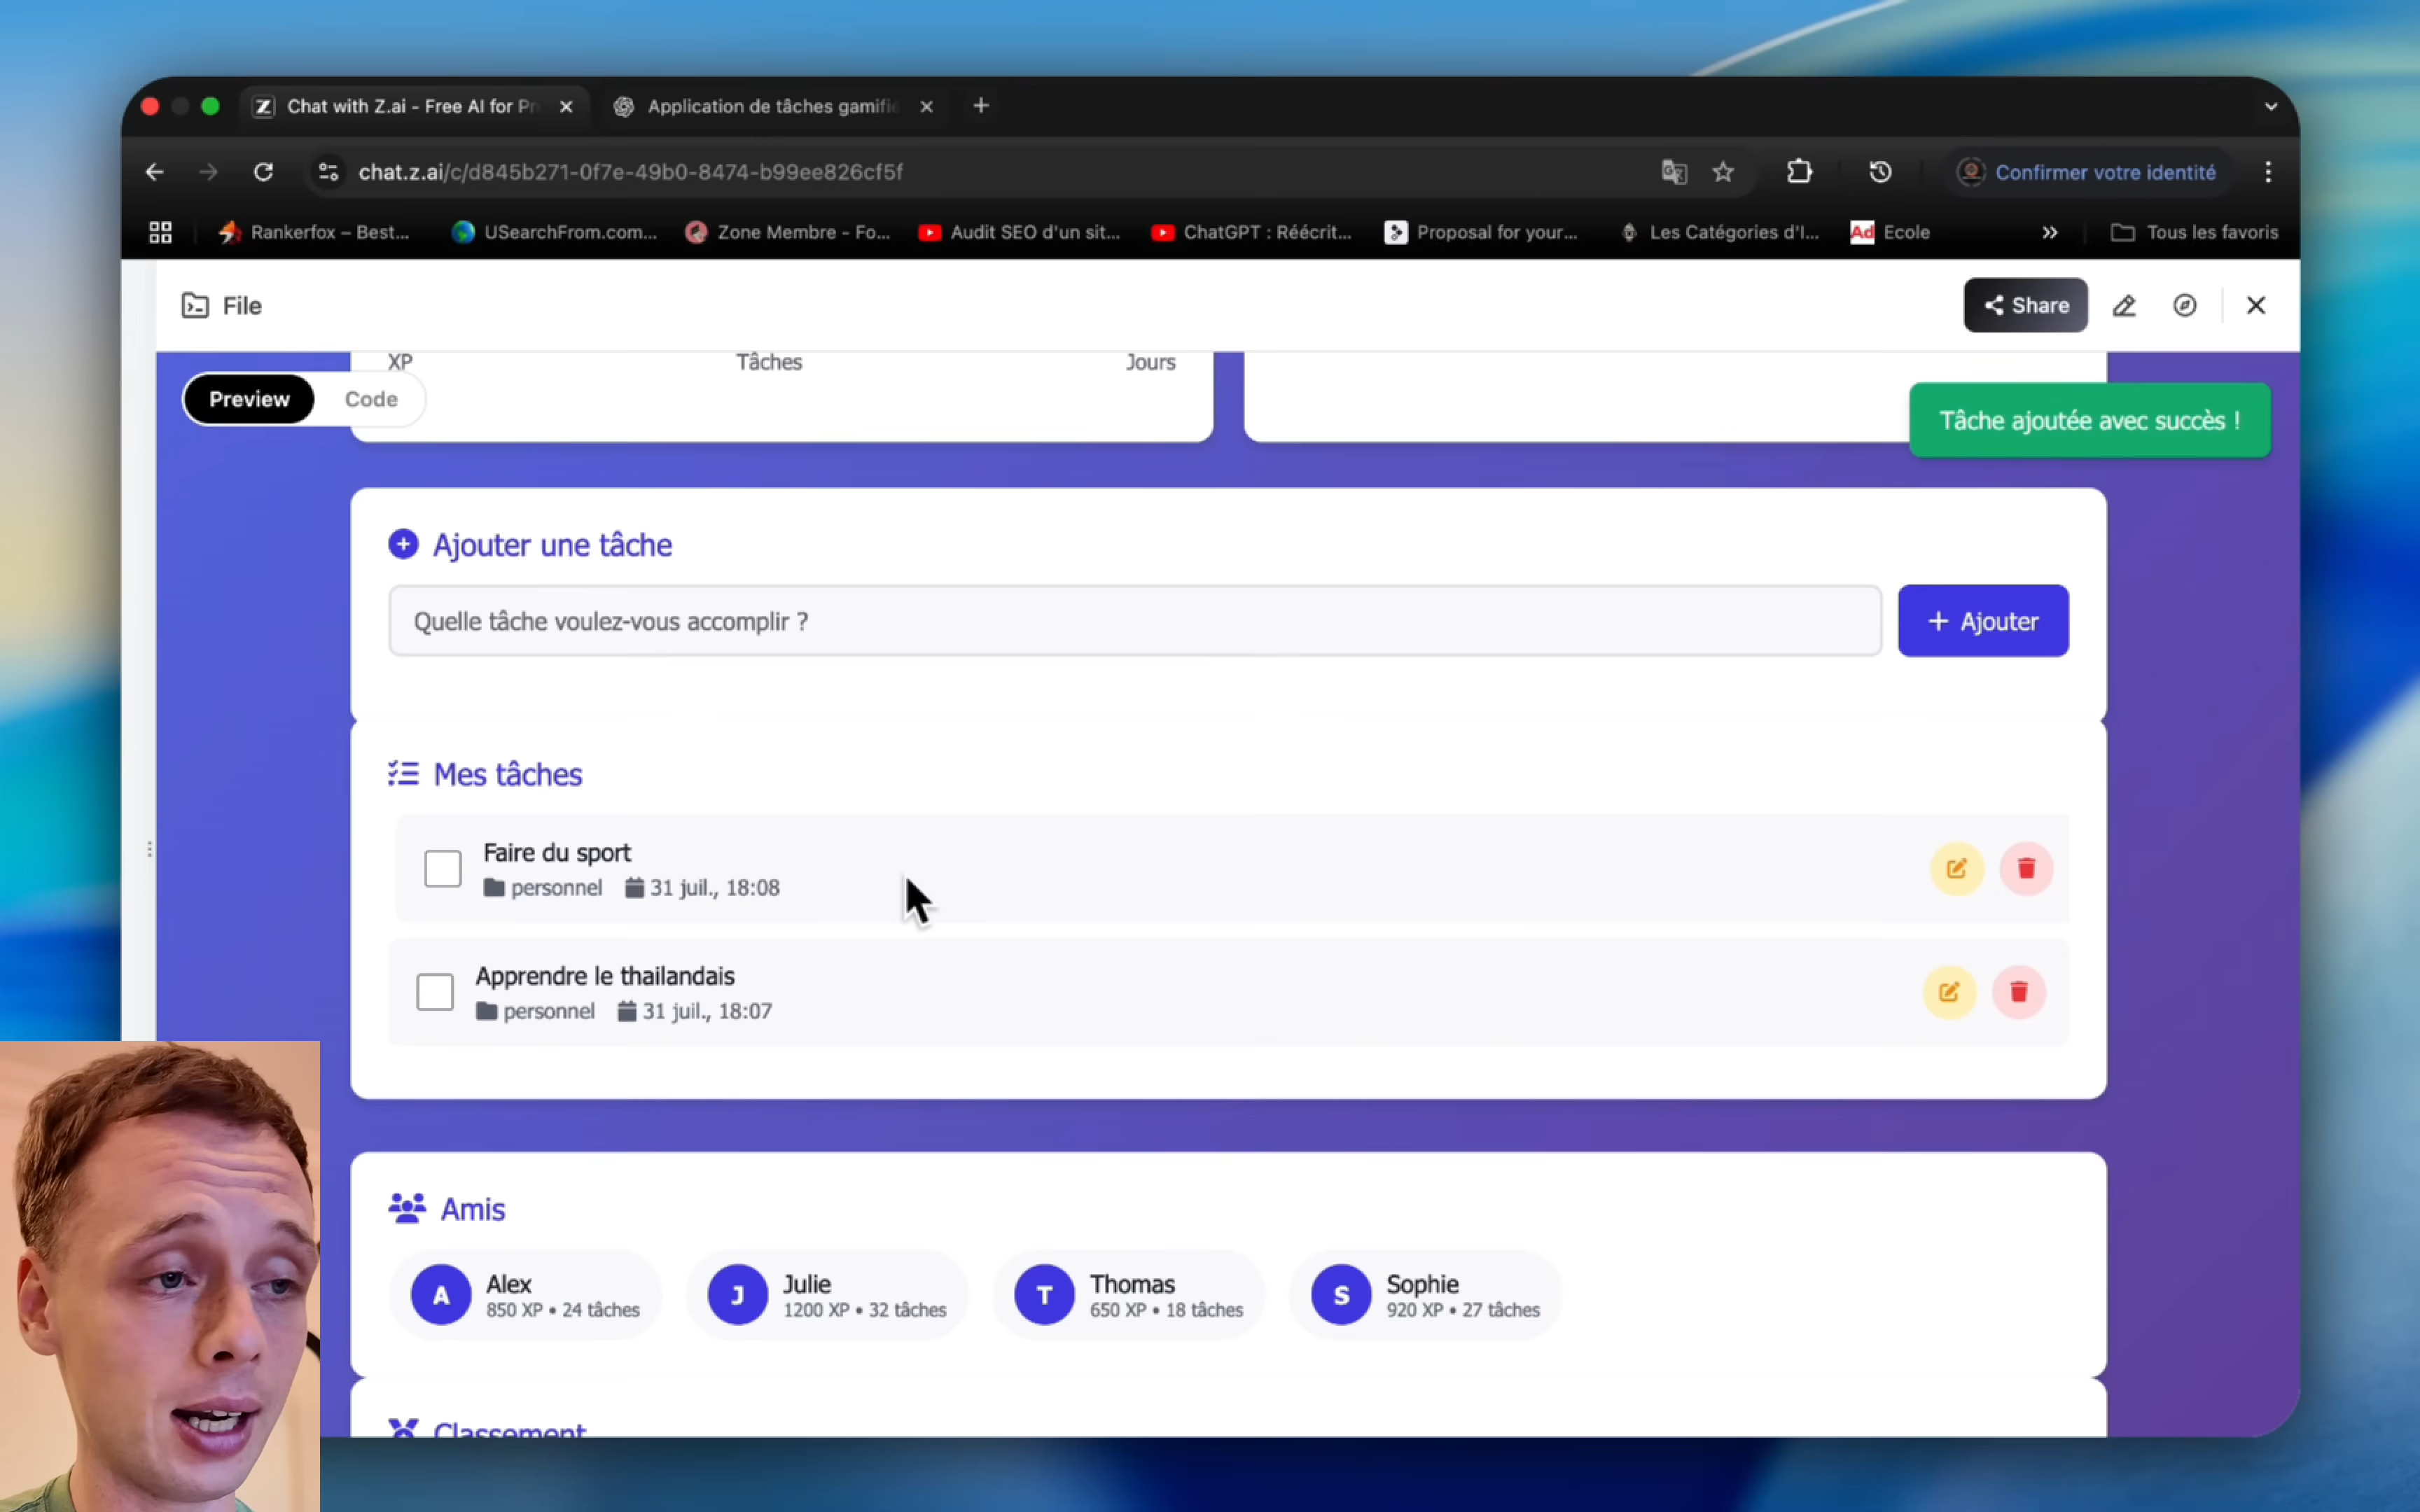 Chat with Z.ai - Free AI for Pr
Application de tâches gamifié
chat.z.ai/c/d845b271-0f7e-49b0-8474-b99ee826cf5f
Confirmer votre identité
Rankerfox – Best...
USearchFrom.com...
Zone Membre - Fo...
Audit SEO d'un sit...
ChatGPT : Réécrit...
Proposal for your...
Les Catégories d'I...
Ad Ecole
Tous les favoris
File
Share
XP
Tâches
Jours
Preview
Code
Tâche ajoutée avec succès !
Ajouter une tâche
Quelle tâche voulez-vous accomplir ?
+ Ajouter
Mes tâches
Faire du sport
personnel 31 juil., 18:08
Apprendre le thailandais
personnel 31 juil., 18:07
Amis
A
Alex
850 XP • 24 tâches
J
Julie
1200 XP • 32 tâches
T
Thomas
650 XP • 18 tâches
S
Sophie
920 XP • 27 tâches
Classement